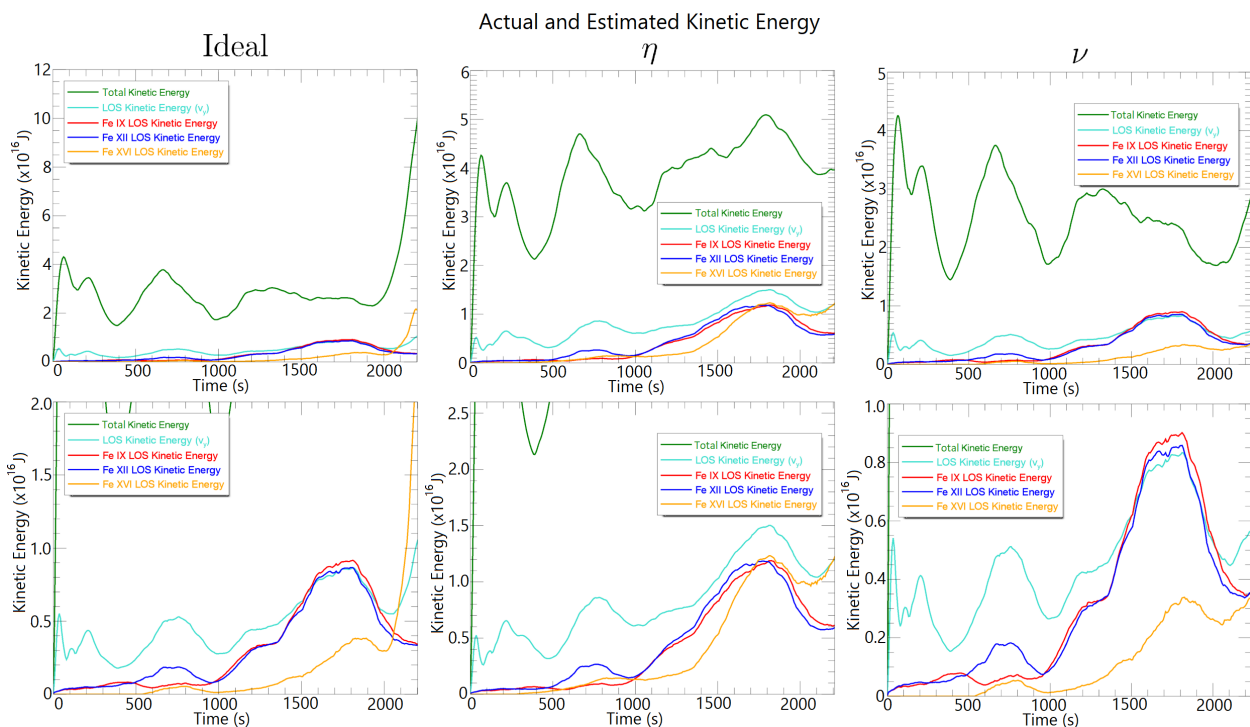 Actual and Estimated Kinetic Energy
Ideal
η
ν
Kinetic Energy (x10^16 J)
12
10
8
6
4
2
0
Total Kinetic Energy
LOS Kinetic Energy (vᵧ)
Fe IX LOS Kinetic Energy
Fe XII LOS Kinetic Energy
Fe XVI LOS Kinetic Energy
0
500
1000
1500
2000
Time (s)
Kinetic Energy (x10^16 J)
6
5
4
3
2
1
0
Total Kinetic Energy
LOS Kinetic Energy (vᵧ)
Fe IX LOS Kinetic Energy
Fe XII LOS Kinetic Energy
Fe XVI LOS Kinetic Energy
0
500
1000
1500
2000
Time (s)
Kinetic Energy (x10^16 J)
5
4
3
2
1
0
Total Kinetic Energy
LOS Kinetic Energy (vᵧ)
Fe IX LOS Kinetic Energy
Fe XII LOS Kinetic Energy
Fe XVI LOS Kinetic Energy
0
500
1000
1500
2000
Time (s)
Kinetic Energy (x10^16 J)
2.0
1.5
1.0
0.5
0
Total Kinetic Energy
LOS Kinetic Energy (vᵧ)
Fe IX LOS Kinetic Energy
Fe XII LOS Kinetic Energy
Fe XVI LOS Kinetic Energy
0
500
1000
1500
2000
Time (s)
Kinetic Energy (x10^16 J)
2.5
2.0
1.5
1.0
0.5
0
Total Kinetic Energy
LOS Kinetic Energy (vᵧ)
Fe IX LOS Kinetic Energy
Fe XII LOS Kinetic Energy
Fe XVI LOS Kinetic Energy
0
500
1000
1500
2000
Time (s)
Kinetic Energy (x10^16 J)
1.0
0.8
0.6
0.4
0.2
0
Total Kinetic Energy
LOS Kinetic Energy (vᵧ)
Fe IX LOS Kinetic Energy
Fe XII LOS Kinetic Energy
Fe XVI LOS Kinetic Energy
0
500
1000
1500
2000
Time (s)